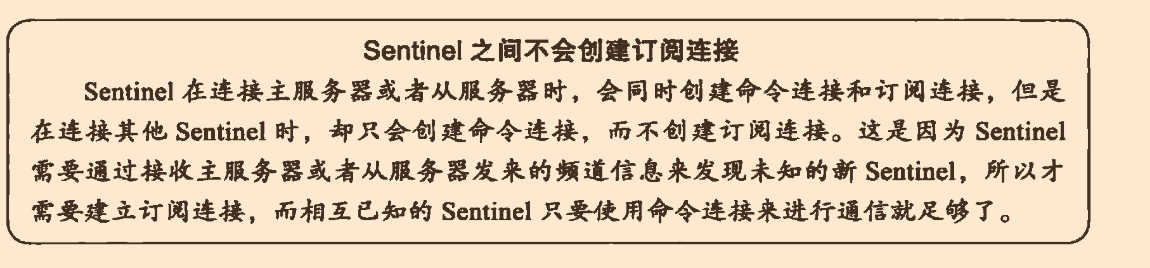 Sentinel 之间不会创建订阅连接
Sentinel 在连接主服务器或者从服务器时，会同时创建命令连接和订阅连接，但是
在连接其他 Sentinel 时，却只会创建命令连接，而不创建订阅连接。这是因为 Sentinel
需要通过接收主服务器或者从服务器发来的频道信息来发现未知的新 Sentinel，所以才
需要建立订阅连接，而相互已知的 Sentinel 只要使用命令连接来进行通信就足够了。